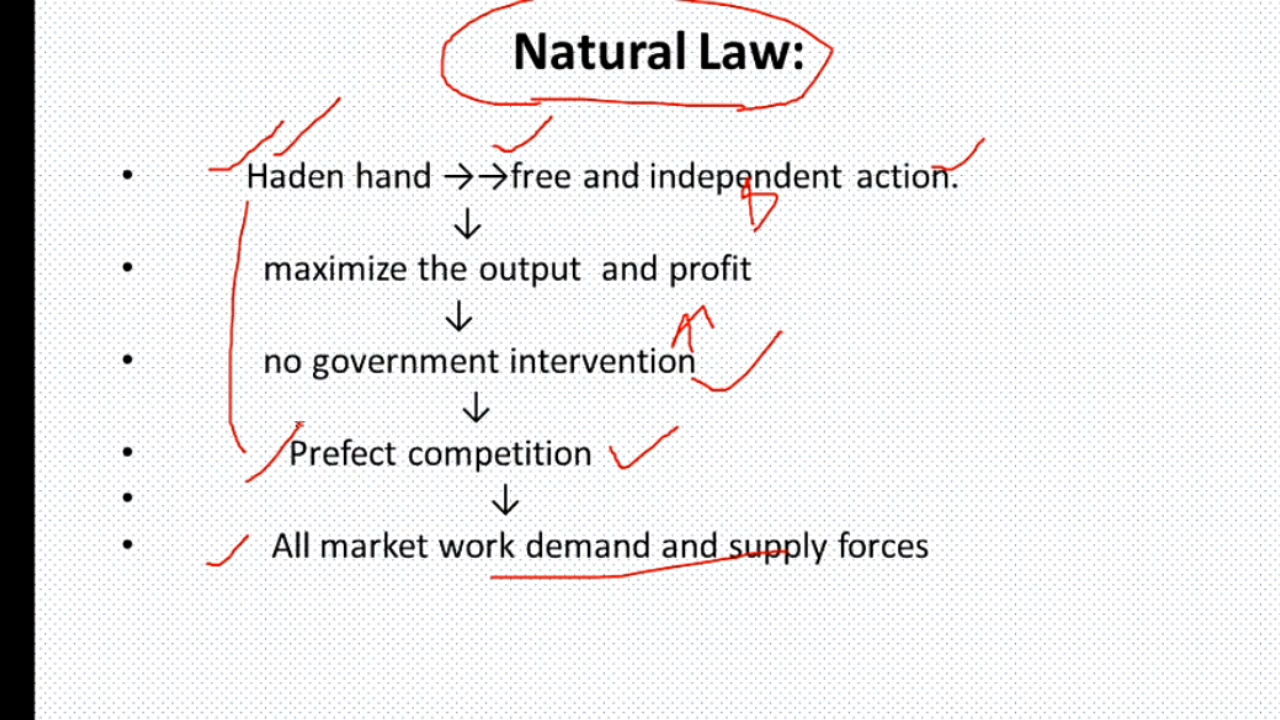 Natural Law:
• Haden hand →→free and independent action.
↓
• maximize the output and profit
↓
• no government intervention
↓
• Prefect competition
• ↓
• All market work demand and supply forces